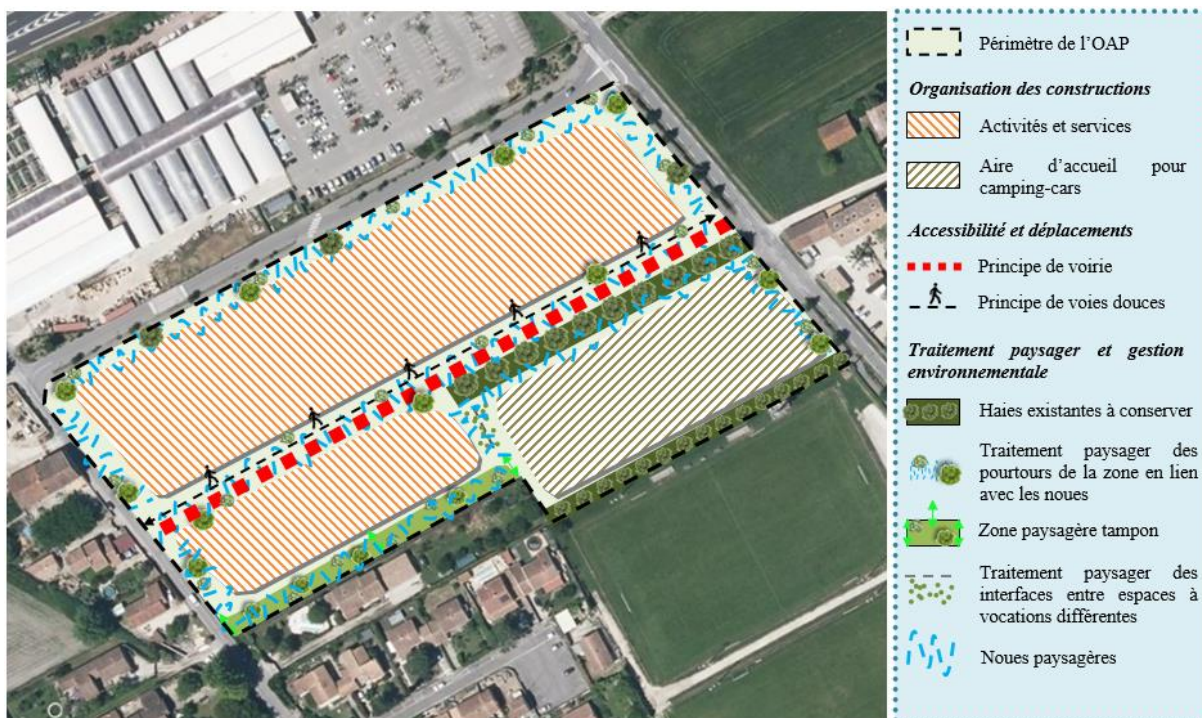 Périmètre de l'OAP
Organisation des constructions
Activités et services
Aire d'accueil pour
camping-cars
Accessibilité et déplacements
Principe de voirie
Principe de voies douces
Traitement paysager et gestion
environnementale
Haies existantes à conserver
Traitement paysager des
pourtours de la zone en lien
avec les noues
Zone paysagère tampon
Traitement paysager des
interfaces entre espaces à
vocations différentes
Noues paysagères